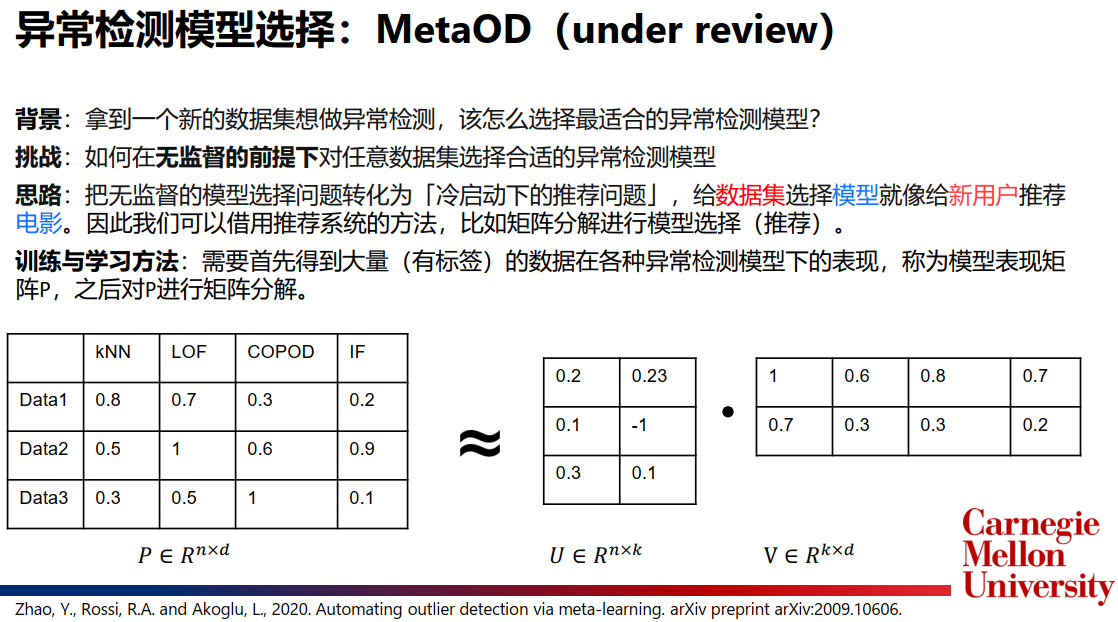 异常检测模型选择：MetaOD（under review）
背景：拿到一个新的数据集想做异常检测，该怎么选择最适合的异常检测模型？
挑战：如何在无监督的前提下对任意数据集选择合适的异常检测模型
思路：把无监督的模型选择问题转化为「冷启动下的推荐问题」，给数据集选择模型就像给新用户推荐
电影。因此我们可以借用推荐系统的方法，比如矩阵分解进行模型选择（推荐）。
训练与学习方法：需要首先得到大量（有标签）的数据在各种异常检测模型下的表现，称为模型表现矩
阵P，之后对P进行矩阵分解。
kNN LOF COPOD IF
Data1 0.8 0.7 0.3 0.2
Data2 0.5 1 0.6 0.9
Data3 0.3 0.5 1 0.1
≈
0.2 0.23
0.1 -1
0.3 0.1
•
1 0.6 0.8 0.7
0.7 0.3 0.3 0.2
P ∈ R^{n×d}
U ∈ R^{n×k}
V ∈ R^{k×d}
Carnegie
Mellon
University
Zhao, Y., Rossi, R.A. and Akoglu, L., 2020. Automating outlier detection via meta-learning. arXiv preprint arXiv:2009.10606.